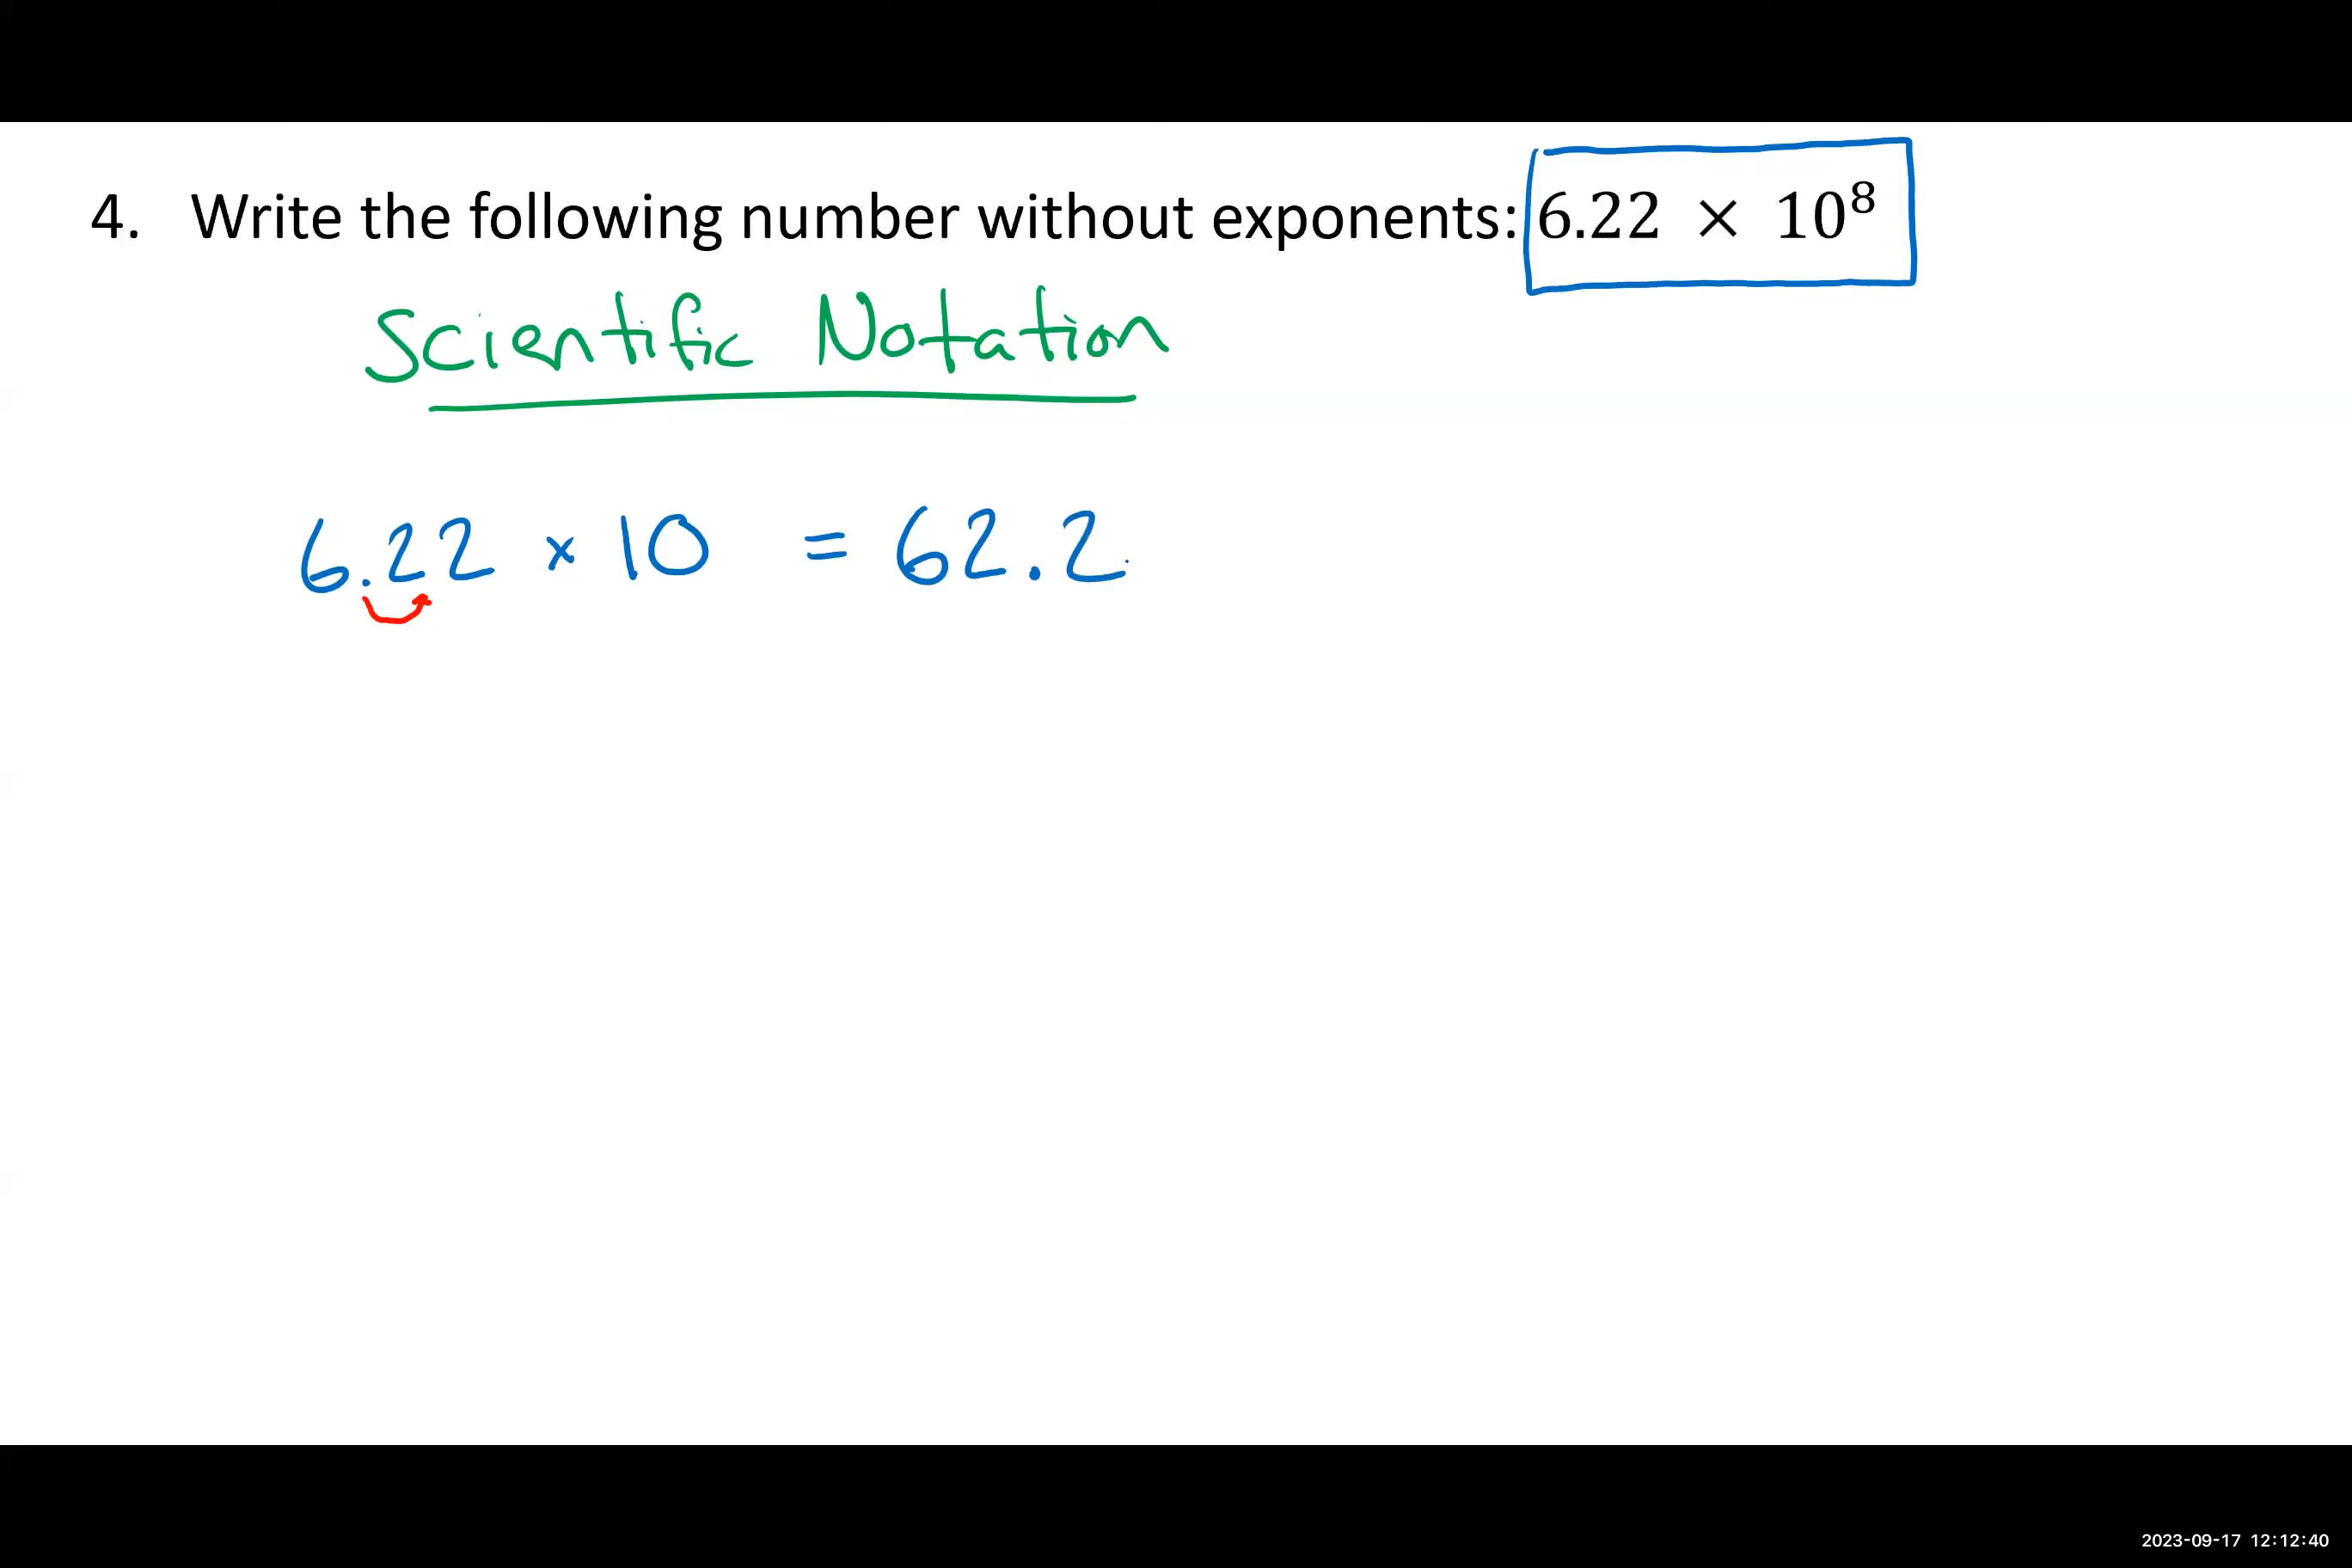 4. Write the following number without exponents: 6.22 × 10⁸
Scientific Notation
6.22 × 10 = 62.2
2023-09-17 12:12:40